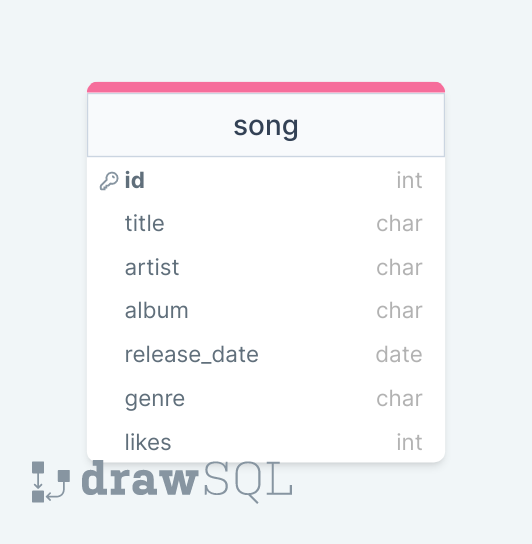 song
id int
title char
artist char
album char
release_date date
genre char
likes int
drawSQL